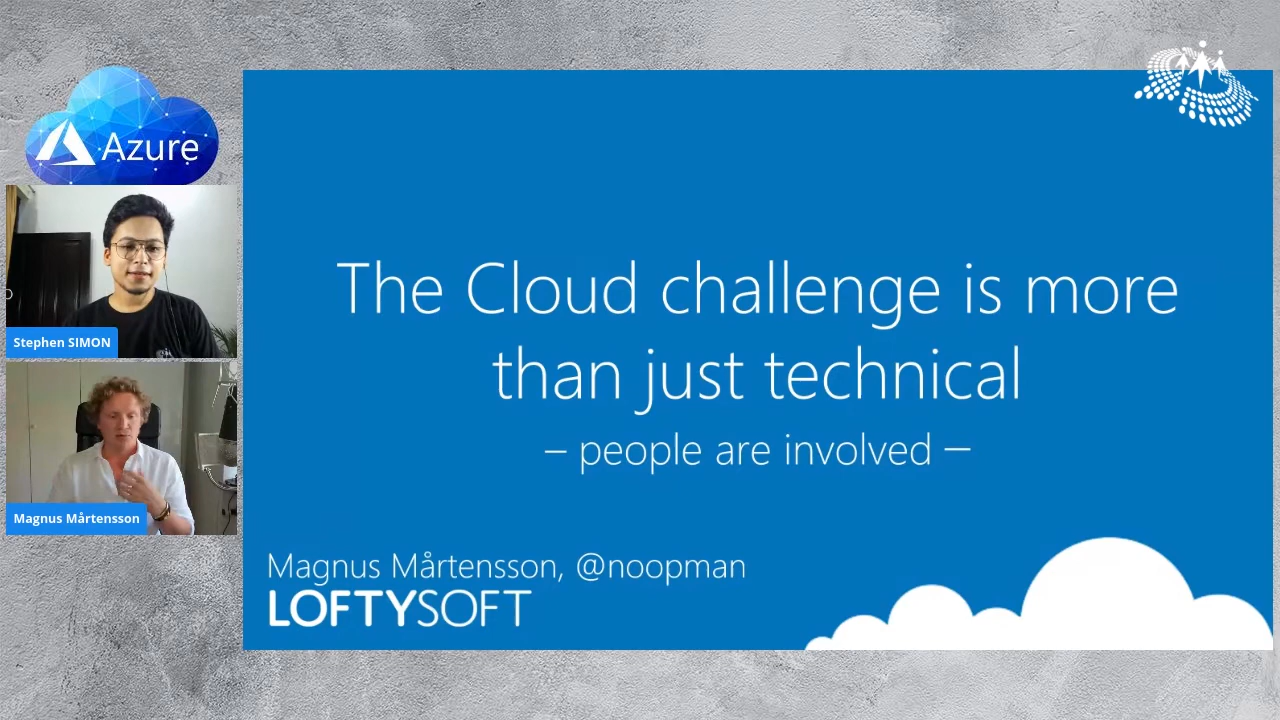 Azure
Stephen SIMON
Magnus Mårtensson
The Cloud challenge is more
than just technical
– people are involved –
Magnus Mårtensson, @noopman
LOFTYSOFT